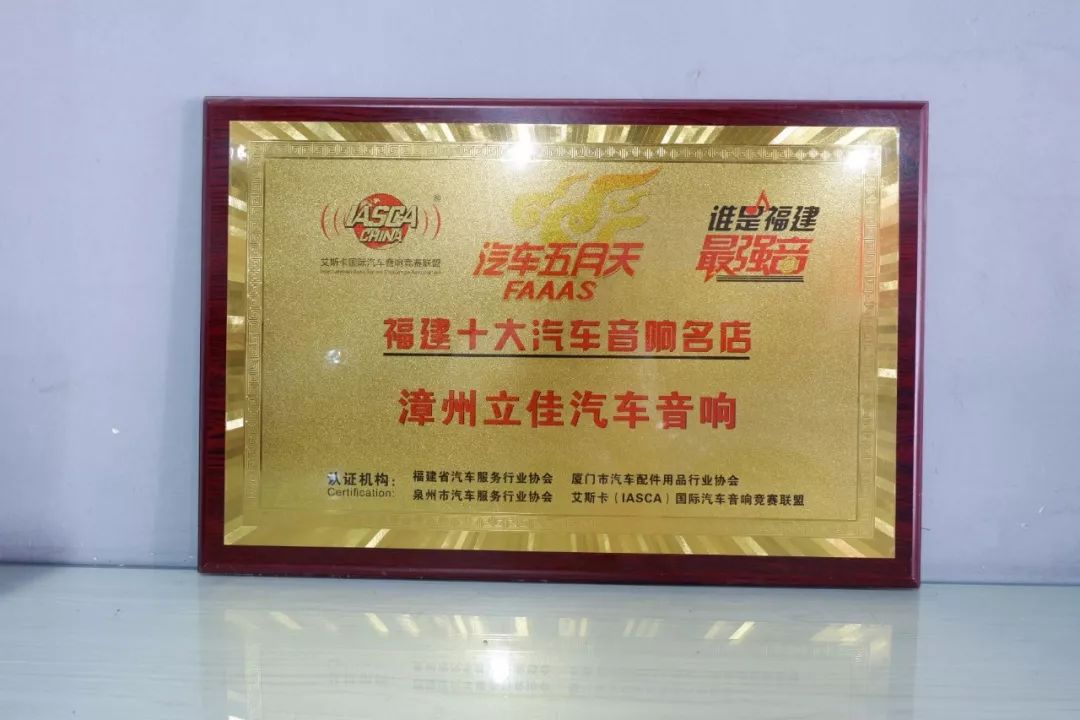 IASCA
CHINA
®
艾斯卡国际汽车音响竞赛联盟
汽车五月天
FAAAS
谁是福建
最强音
福建十大汽车音响名店
漳州立佳汽车音响
认证机构：
Certification:
福建省汽车服务行业协会 厦门市汽车配件用品行业协会
泉州市汽车服务行业协会 艾斯卡（IASCA）国际汽车音响竞赛联盟